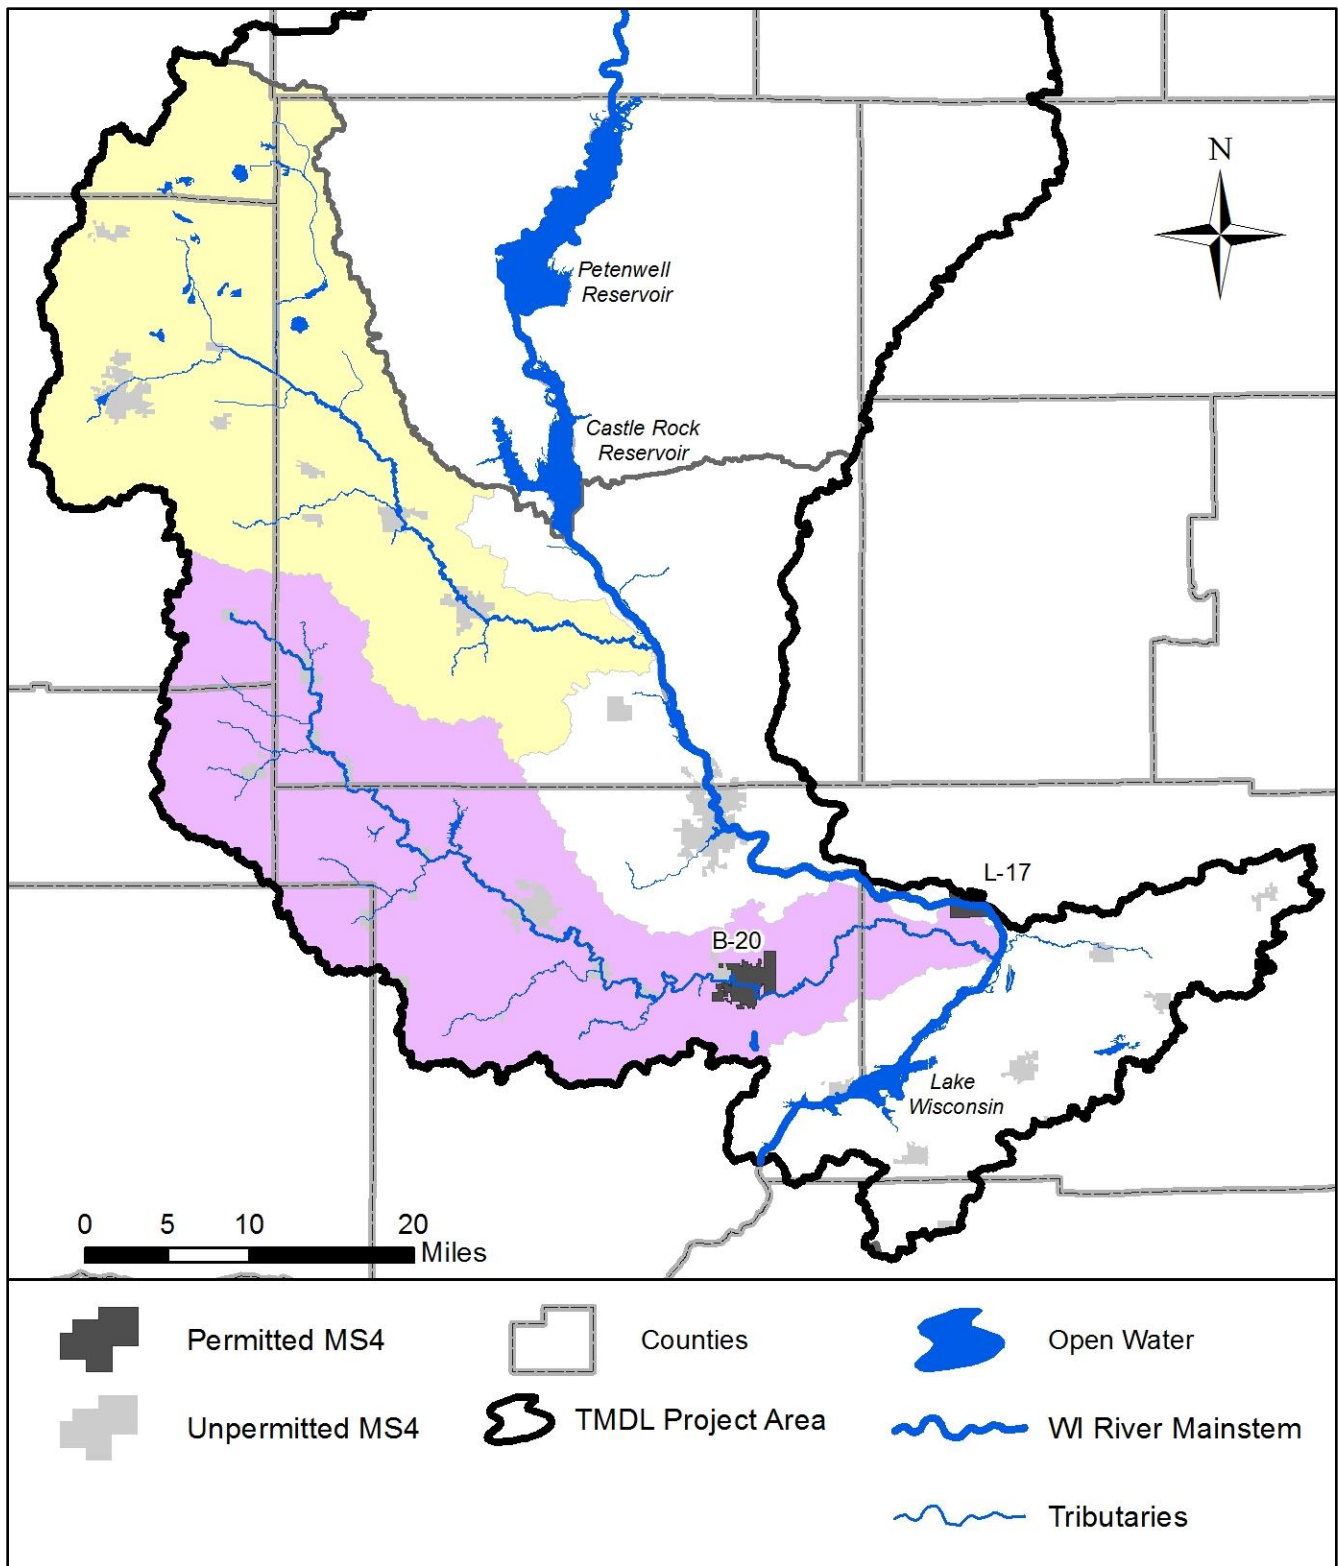 N
Petenwell
Reservoir
Castle Rock
Reservoir
L-17
B-20
Lake
Wisconsin
0 5 10 20
Miles
Permitted MS4
Counties
Open Water
Unpermitted MS4
TMDL Project Area
WI River Mainstem
Tributaries